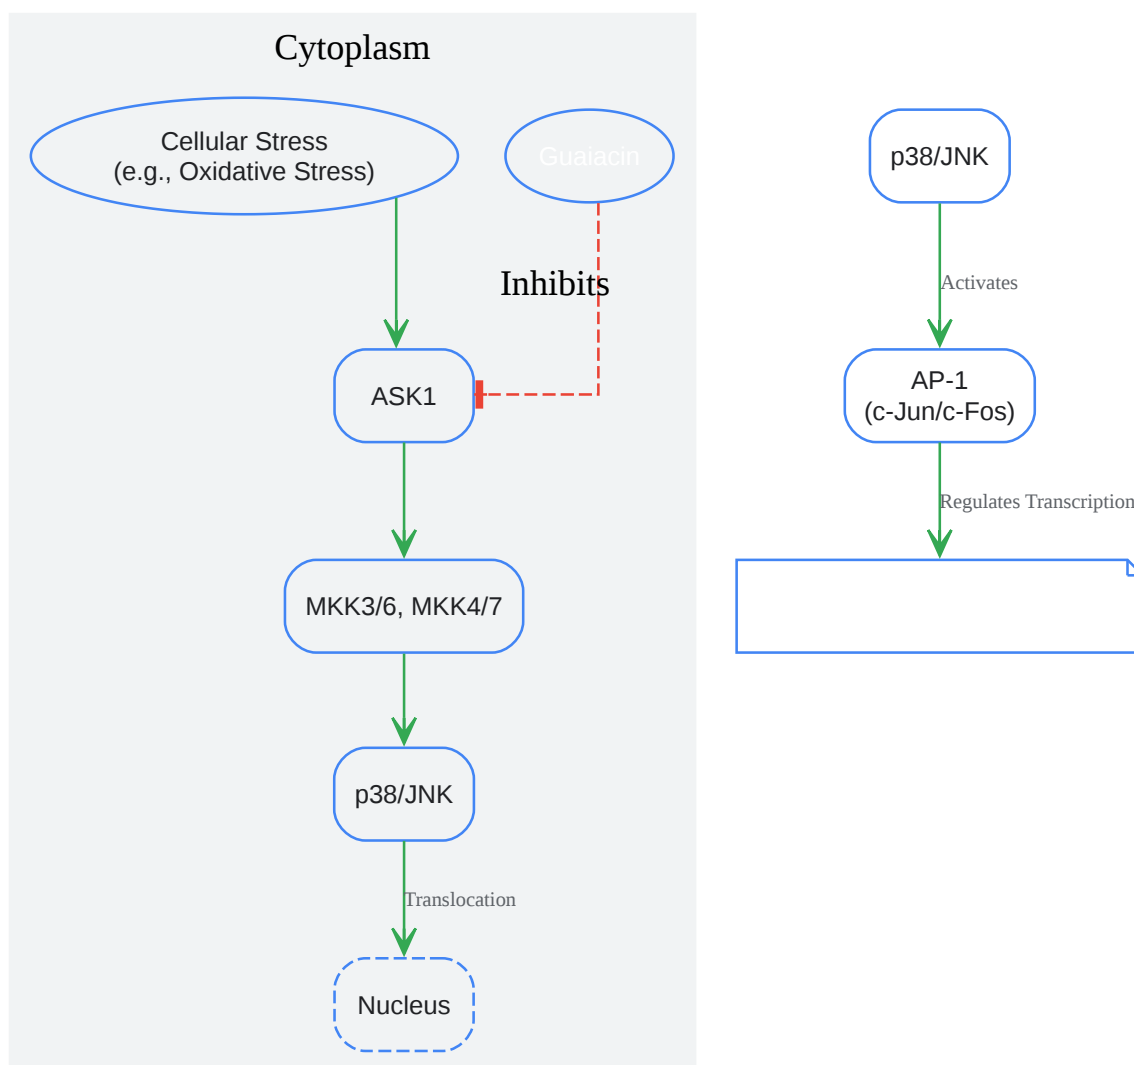 Cytoplasm
Cellular Stress
(e.g., Oxidative Stress)
Guaiacin
Inhibits
ASK1
MKK3/6, MKK4/7
p38/JNK
Translocation
Nucleus
p38/JNK
Activates
AP-1
(c-Jun/c-Fos)
Regulates Transcription